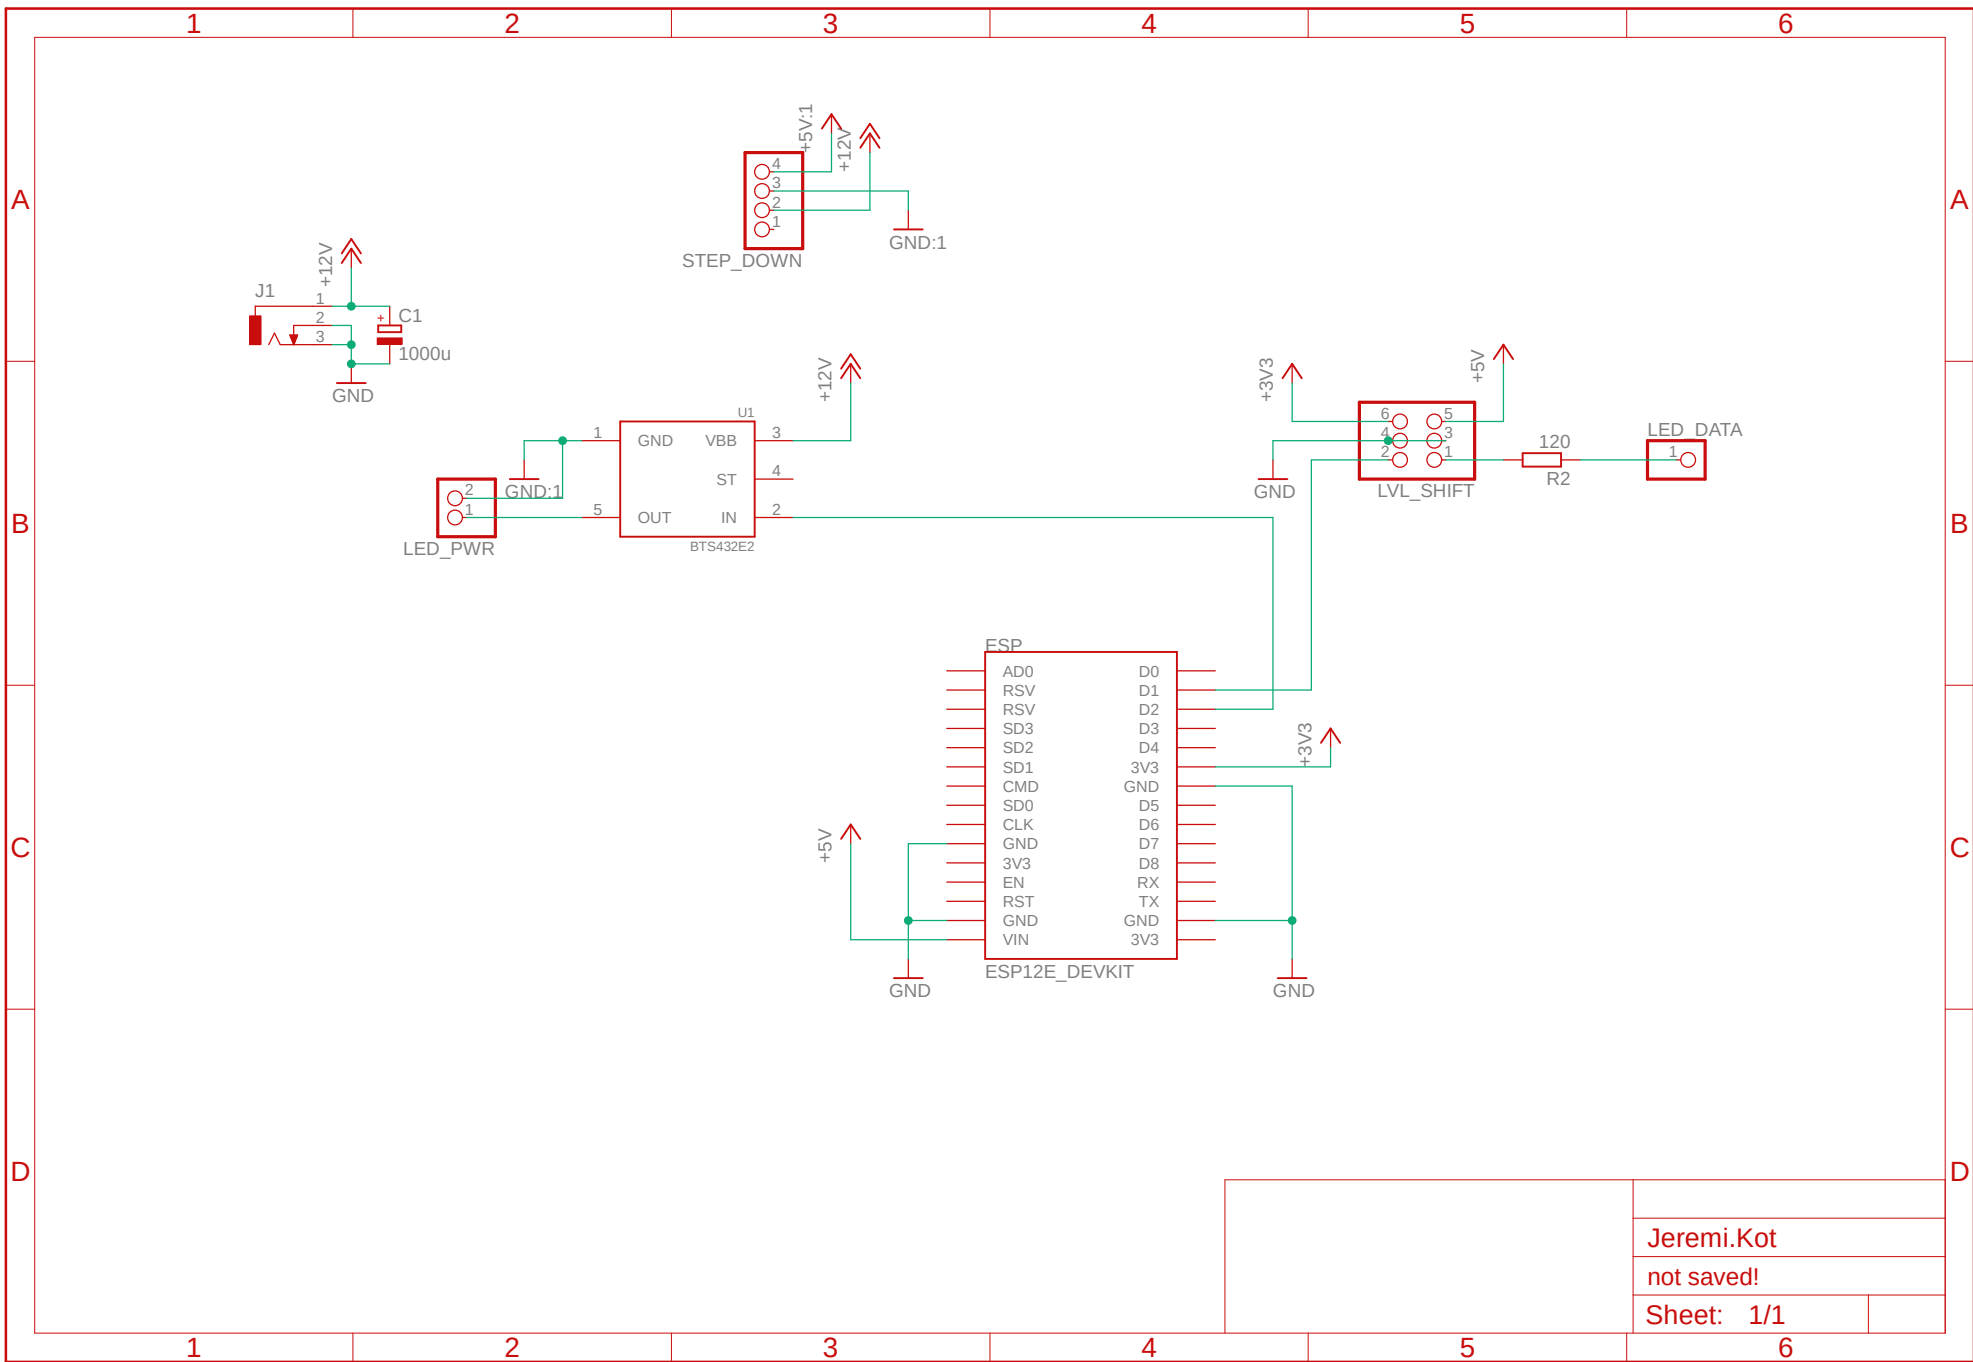 1 2 3 4 5 6
A A
+5V:1
+12V
4
3
2
1
GND:1
STEP_DOWN
+12V
J1
1
2
3
+
C1
1000u
GND
B B
+12V
U1
1 GND VBB 3
ST 4
5 OUT IN 2
BTS432E2
GND:1
2
1
LED_PWR
+3V3
+5V
6 5
4 3
2 1
GND
LVL_SHIFT
120
R2
LED_DATA
1
C C
ESP
AD0 D0
RSV D1
RSV D2
SD3 D3
SD2 D4
SD1 3V3
CMD GND
SD0 D5
CLK D6
GND D7
3V3 D8
EN RX
RST TX
GND GND
VIN 3V3
ESP12E_DEVKIT
+3V3
+5V
GND
GND
D D
Jeremi.Kot
not saved!
Sheet: 1/1
1 2 3 4 5 6